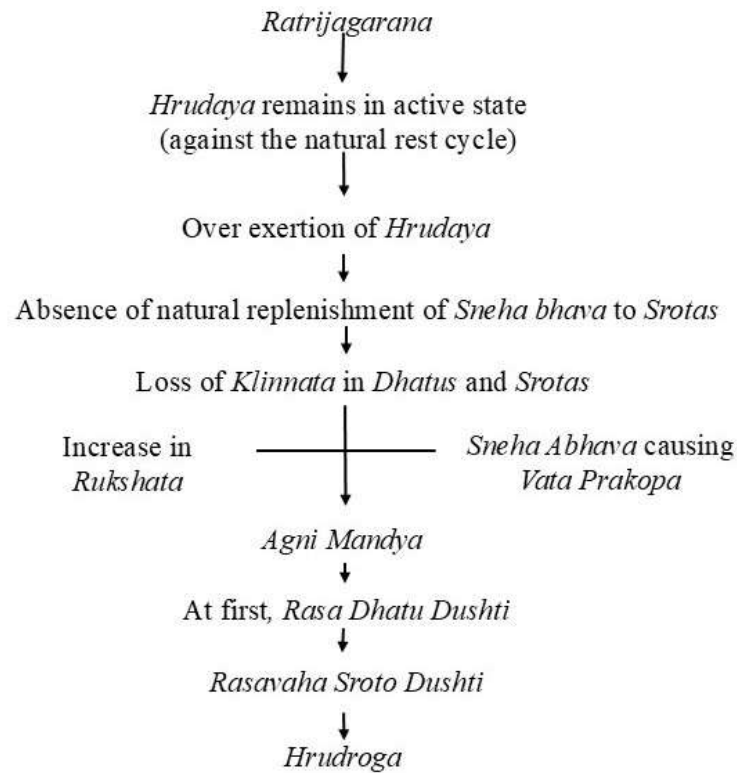 Ratrijagarana
Hrudaya remains in active state
(against the natural rest cycle)
Over exertion of Hrudaya
Absence of natural replenishment of Sneha bhava to Srotas
Loss of Klinnata in Dhatus and Srotas
Increase in
Rukshata
Sneha Abhava causing
Vata Prakopa
Agni Mandya
At first, Rasa Dhatu Dushti
Rasavaha Sroto Dushti
Hrudroga